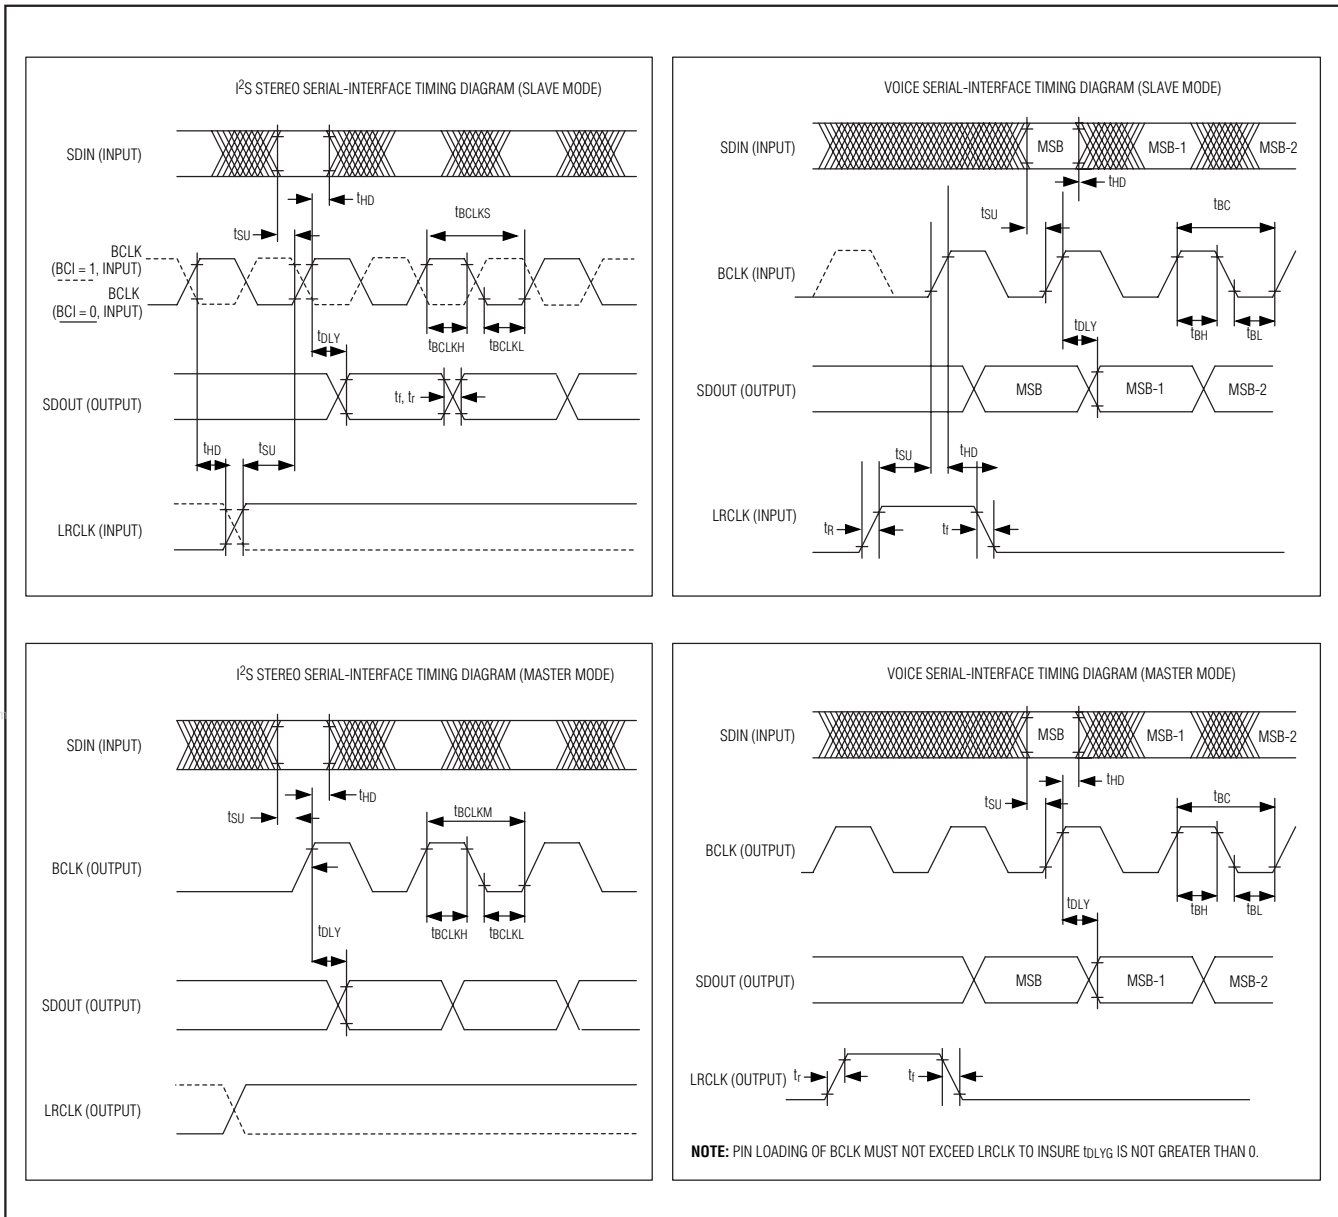 I2S STEREO SERIAL-INTERFACE TIMING DIAGRAM (SLAVE MODE)
SDIN (INPUT)
tHD
tSU
tBCLKS
BCLK
(BCI = 1, INPUT)
BCLK
(BCI = 0, INPUT)
tDLY
tBCLKH
tBCLKL
SDOUT (OUTPUT)
tf, tr
tHD
tSU
LRCLK (INPUT)
VOICE SERIAL-INTERFACE TIMING DIAGRAM (SLAVE MODE)
SDIN (INPUT)
MSB
MSB-1
MSB-2
tHD
tSU
tBC
BCLK (INPUT)
tDLY
tBH
tBL
SDOUT (OUTPUT)
MSB
MSB-1
MSB-2
tSU
tHD
LRCLK (INPUT)
tR
tf
I2S STEREO SERIAL-INTERFACE TIMING DIAGRAM (MASTER MODE)
SDIN (INPUT)
tHD
tSU
tBCLKM
BCLK (OUTPUT)
tDLY
tBCLKH
tBCLKL
SDOUT (OUTPUT)
LRCLK (OUTPUT)
VOICE SERIAL-INTERFACE TIMING DIAGRAM (MASTER MODE)
SDIN (INPUT)
MSB
MSB-1
MSB-2
tHD
tSU
tBC
BCLK (OUTPUT)
tDLY
tBH
tBL
SDOUT (OUTPUT)
MSB
MSB-1
MSB-2
LRCLK (OUTPUT)
tr
tf
NOTE: PIN LOADING OF BCLK MUST NOT EXCEED LRCLK TO INSURE tDLYG IS NOT GREATER THAN 0.